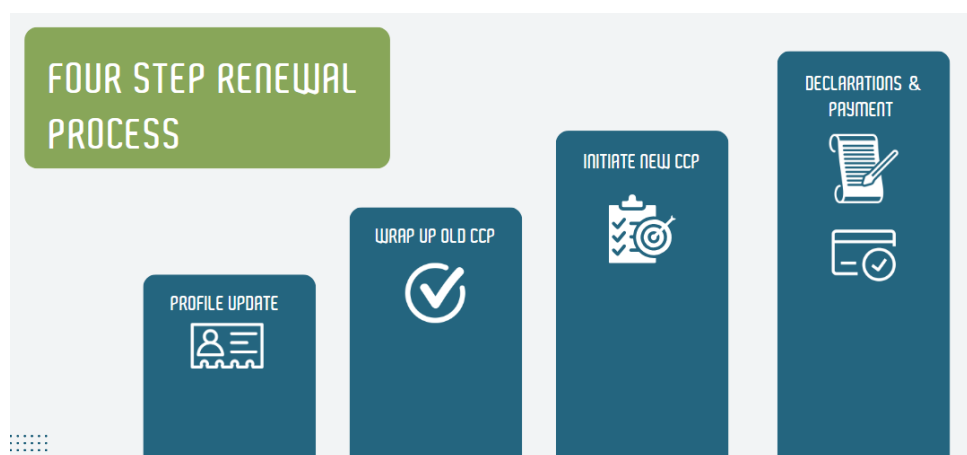 FOUR STEP RENEWAL
PROCESS
PROFILE UPDATE
WRAP UP OLD CCP
INITIATE NEW CCP
DECLARATIONS &
PAYMENT